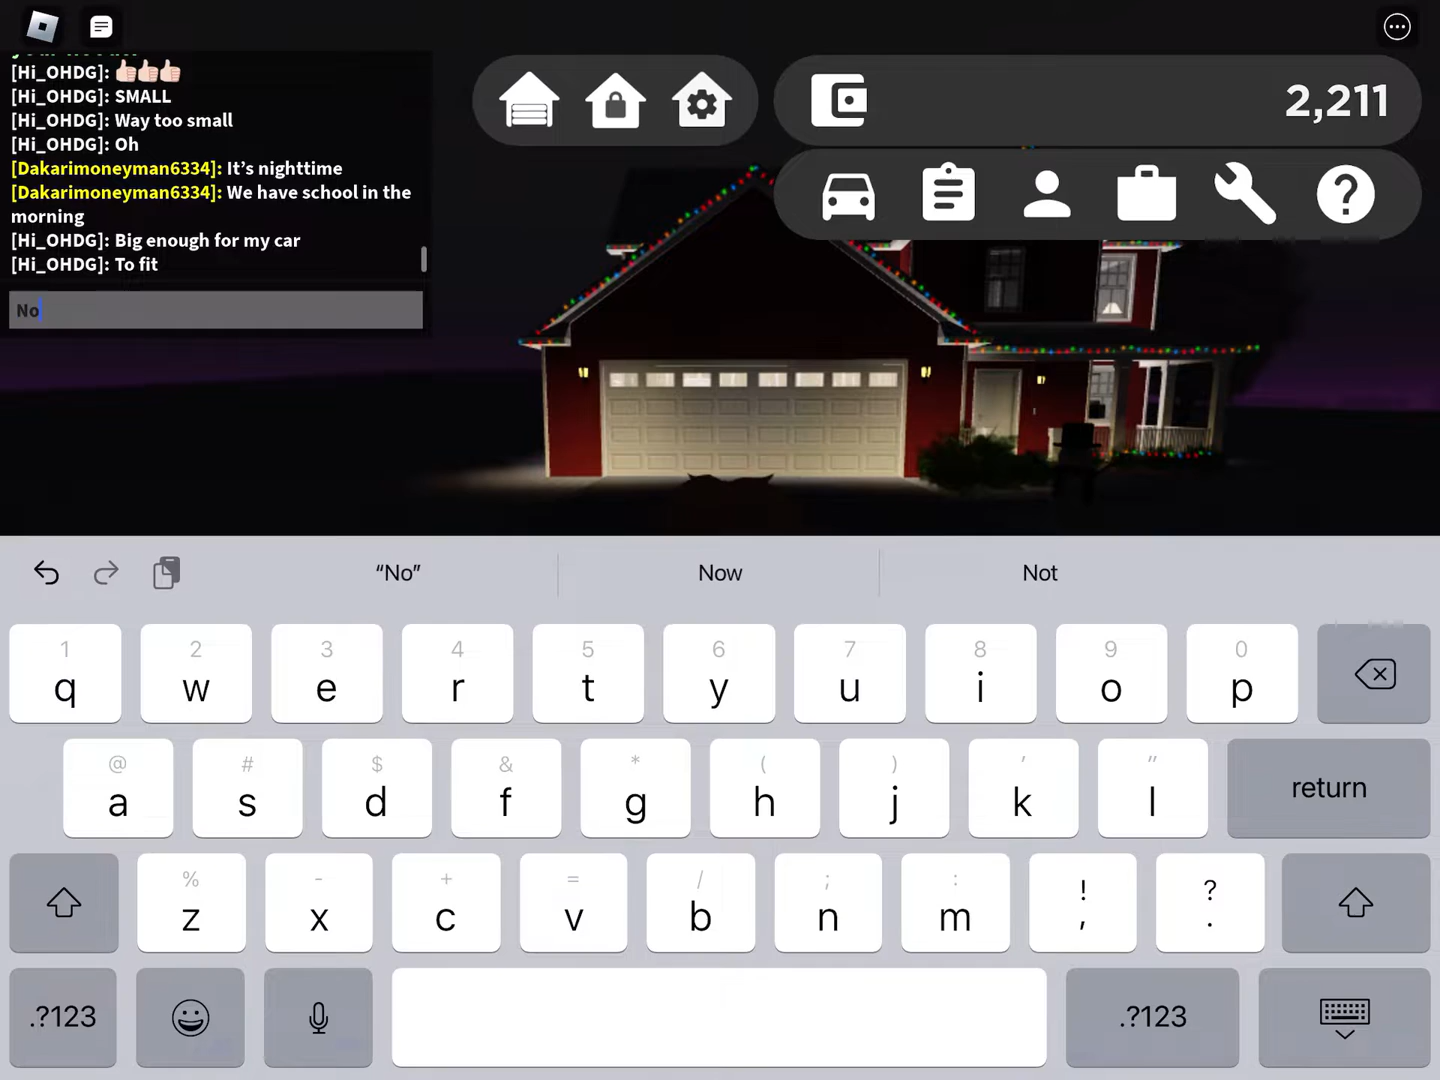 [Hi_OHDG]: 👍🏻👍🏻👍🏻
[Hi_OHDG]: SMALL
[Hi_OHDG]: Way too small
[Hi_OHDG]: Oh
[Dakarimoneyman6334]: It’s nighttime
[Dakarimoneyman6334]: We have school in the
morning
[Hi_OHDG]: Big enough for my car
[Hi_OHDG]: To fit
No
2,211
?
“No” Now Not
1 2 3 4 5 6 7 8 9 0
q w e r t y u i o p
@ # $ & * ( ) ' "
a s d f g h j k l return
% - + = / ; : ! ?
z x c v b n m , .
.?123 .?123